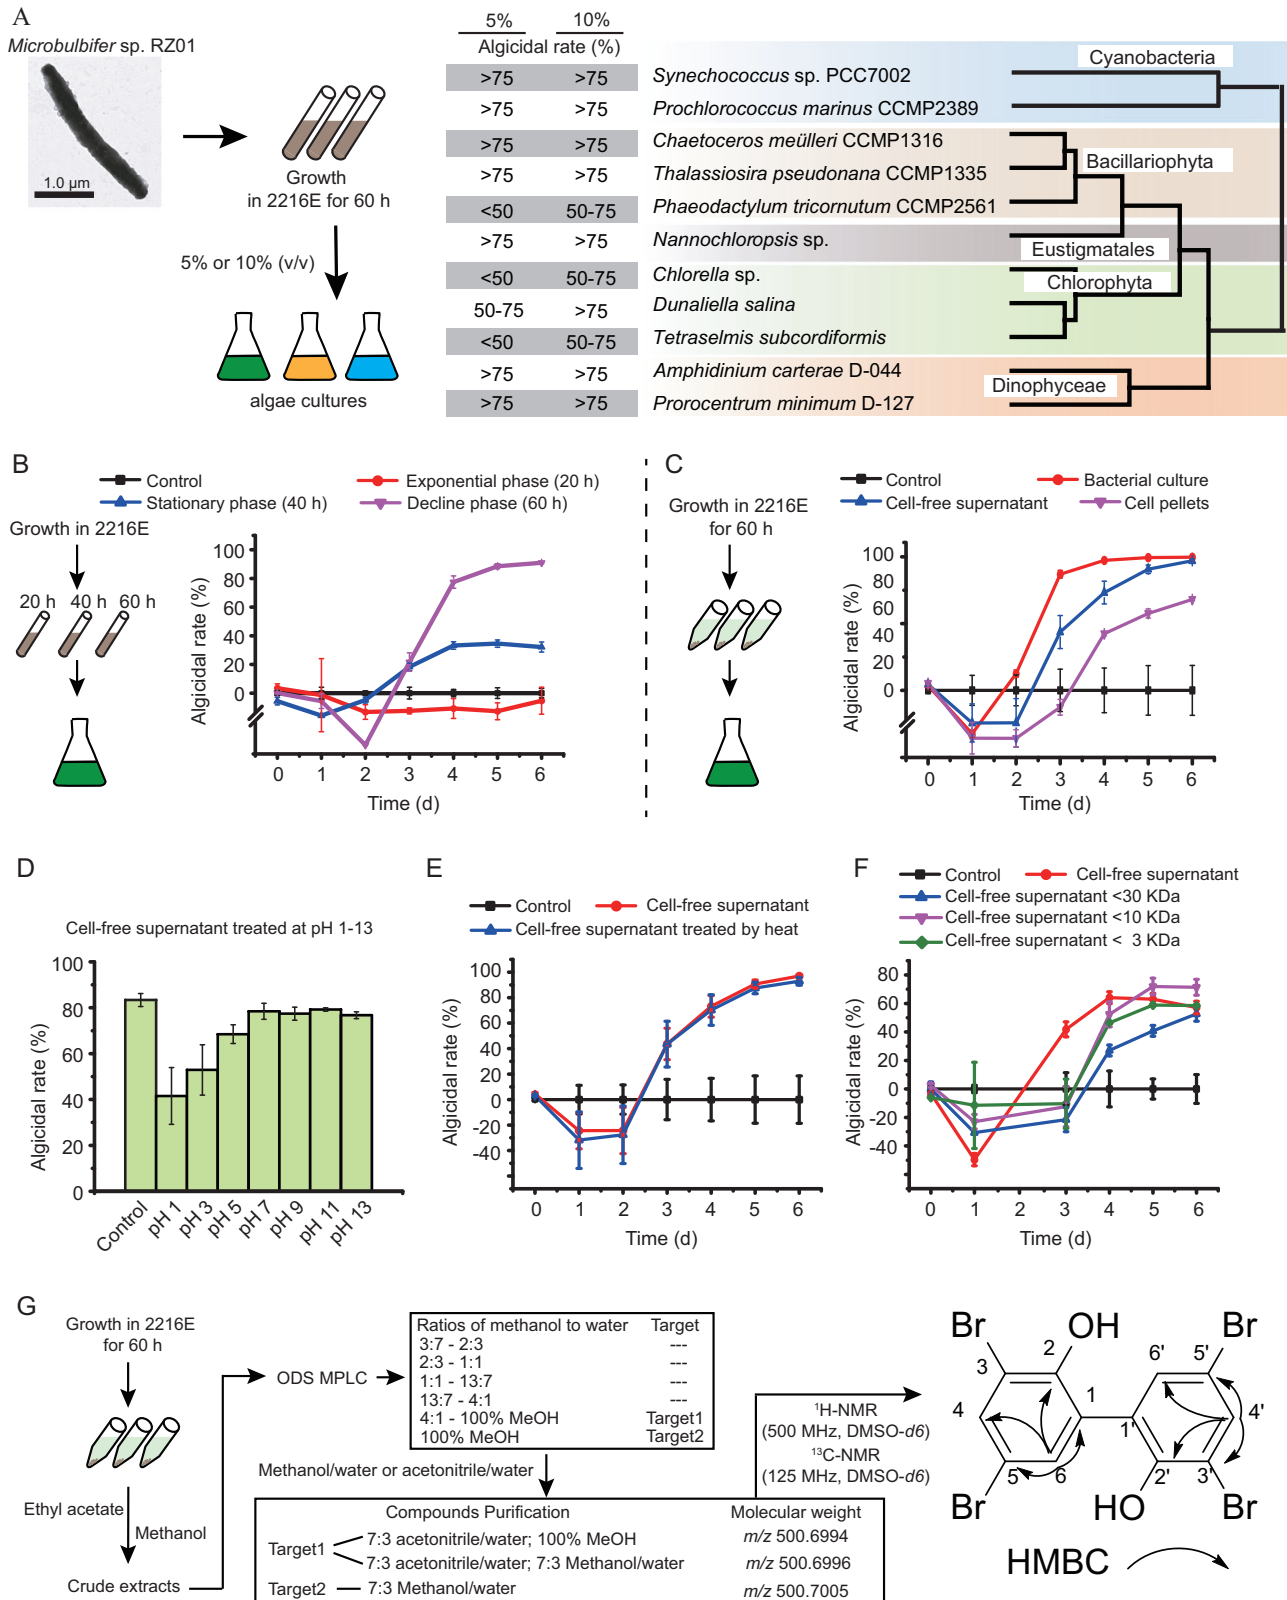 A
Microbulbifer sp. RZ01
1.0 µm
Growth
in 2216E for 60 h
5% or 10% (v/v)
algae cultures
5% 10%
Algicidal rate (%)
>75 >75 Synechococcus sp. PCC7002
>75 >75 Prochlorococcus marinus CCMP2389
>75 >75 Chaetoceros meülleri CCMP1316
>75 >75 Thalassiosira pseudonana CCMP1335
<50 50-75 Phaeodactylum tricornutum CCMP2561
>75 >75 Nannochloropsis sp.
<50 50-75 Chlorella sp.
50-75 >75 Dunaliella salina
<50 50-75 Tetraselmis subcordiformis
>75 >75 Amphidinium carterae D-044
>75 >75 Prorocentrum minimum D-127
Cyanobacteria
Bacillariophyta
Eustigmatales
Chlorophyta
Dinophyceae
B
Control Exponential phase (20 h)
Stationary phase (40 h) Decline phase (60 h)
Growth in 2216E
20 h 40 h 60 h
Algicidal rate (%)
100
80
60
40
20
0
0 1 2 3 4 5 6
Time (d)
C
Control Bacterial culture
Cell-free supernatant Cell pellets
Growth in 2216E
for 60 h
Algicidal rate (%)
100
80
60
40
20
0
0 1 2 3 4 5 6
Time (d)
D
Cell-free supernatant treated at pH 1-13
Algicidal rate (%)
100
80
60
40
20
0
Control pH 1 pH 3 pH 5 pH 7 pH 9 pH 11 pH 13
E
Control Cell-free supernatant
Cell-free supernatant treated by heat
Algicidal rate (%)
100
80
60
40
20
0
-20
-40
0 1 2 3 4 5 6
Time (d)
F
Control Cell-free supernatant
Cell-free supernatant <30 KDa
Cell-free supernatant <10 KDa
Cell-free supernatant < 3 KDa
Algicidal rate (%)
80
60
40
20
0
-20
-40
0 1 2 3 4 5 6
Time (d)
G
Growth in 2216E
for 60 h
Ethyl acetate
Methanol
Crude extracts
ODS MPLC
Ratios of methanol to water Target
3:7 - 2:3 ---
2:3 - 1:1 ---
1:1 - 13:7 ---
13:7 - 4:1 ---
4:1 - 100% MeOH Target1
100% MeOH Target2
Methanol/water or acetonitrile/water
Compounds Purification Molecular weight
Target1
7:3 acetonitrile/water; 100% MeOH m/z 500.6994
7:3 acetonitrile/water; 7:3 Methanol/water m/z 500.6996
Target2 7:3 Methanol/water m/z 500.7005
¹H-NMR
(500 MHz, DMSO-d6)
¹³C-NMR
(125 MHz, DMSO-d6)
Br OH Br
3 2 6' 5'
4 1 4'
1'
5 6 2' 3'
Br HO Br
HMBC